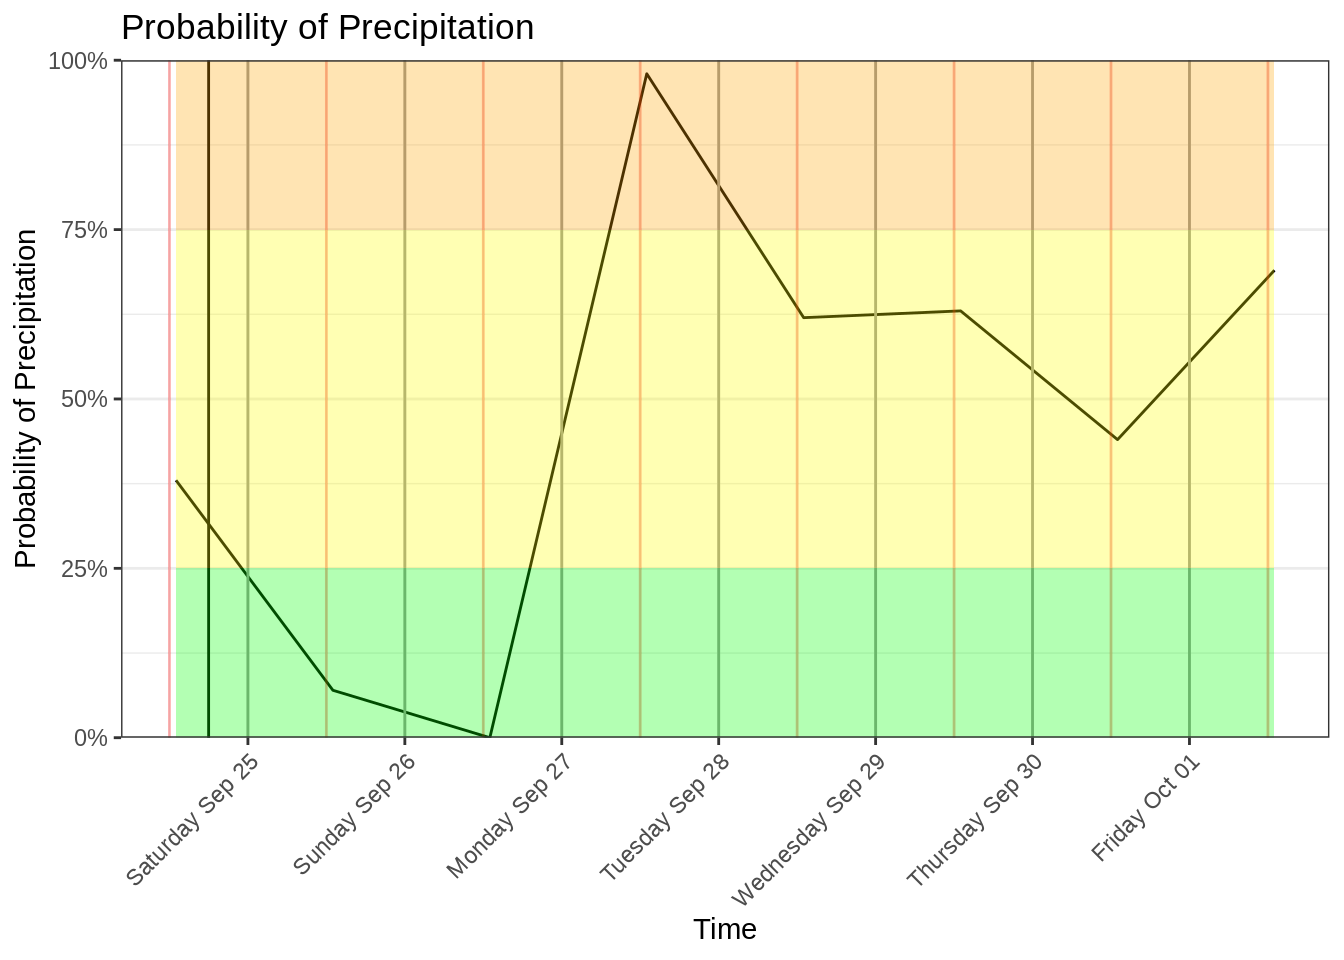 Probability of Precipitation
Probability of Precipitation
100%
75%
50%
25%
0%
Saturday Sep 25
Sunday Sep 26
Monday Sep 27
Tuesday Sep 28
Wednesday Sep 29
Thursday Sep 30
Friday Oct 01
Time